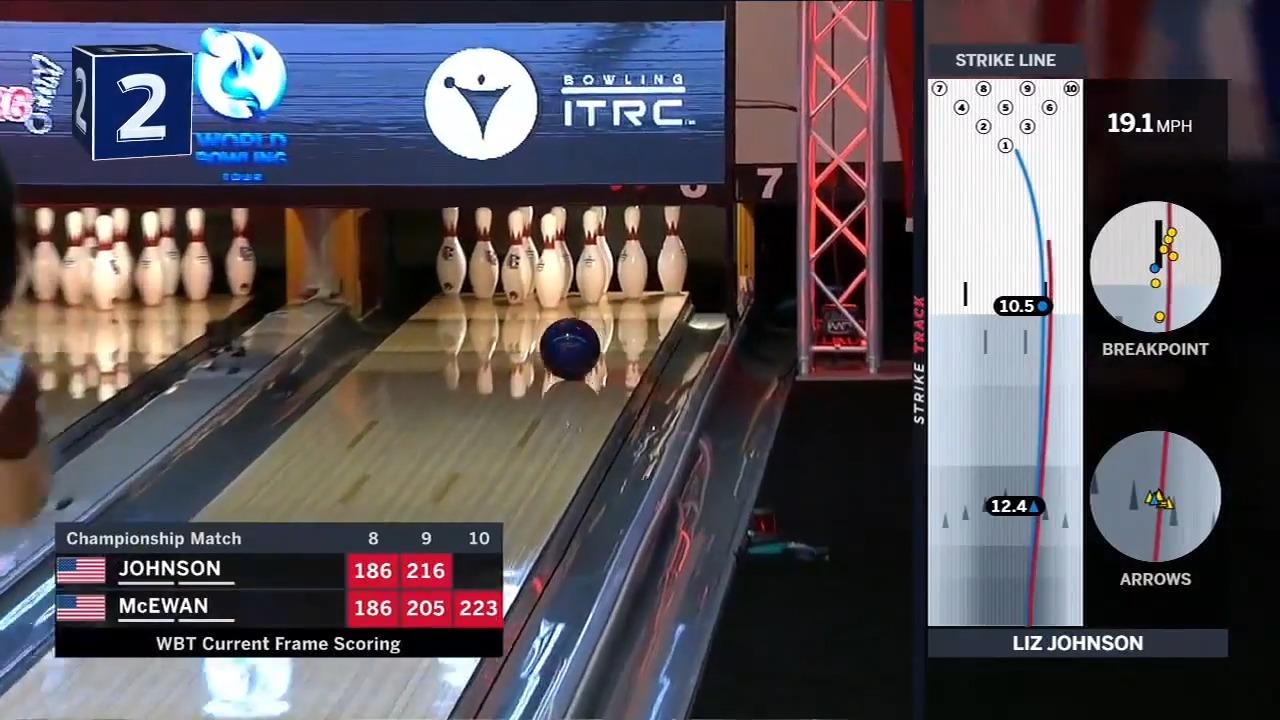 2
2
WORLD
BOWLING
TOUR
BOWLING
ITRC
7
STRIKE LINE
7 8 9 10
4 5 6
2 3
1
10.5
12.4
STRIKE TRACK
19.1 MPH
BREAKPOINT
ARROWS
LIZ JOHNSON
Championship Match 8 9 10
JOHNSON 186 216
McEWAN 186 205 223
WBT Current Frame Scoring